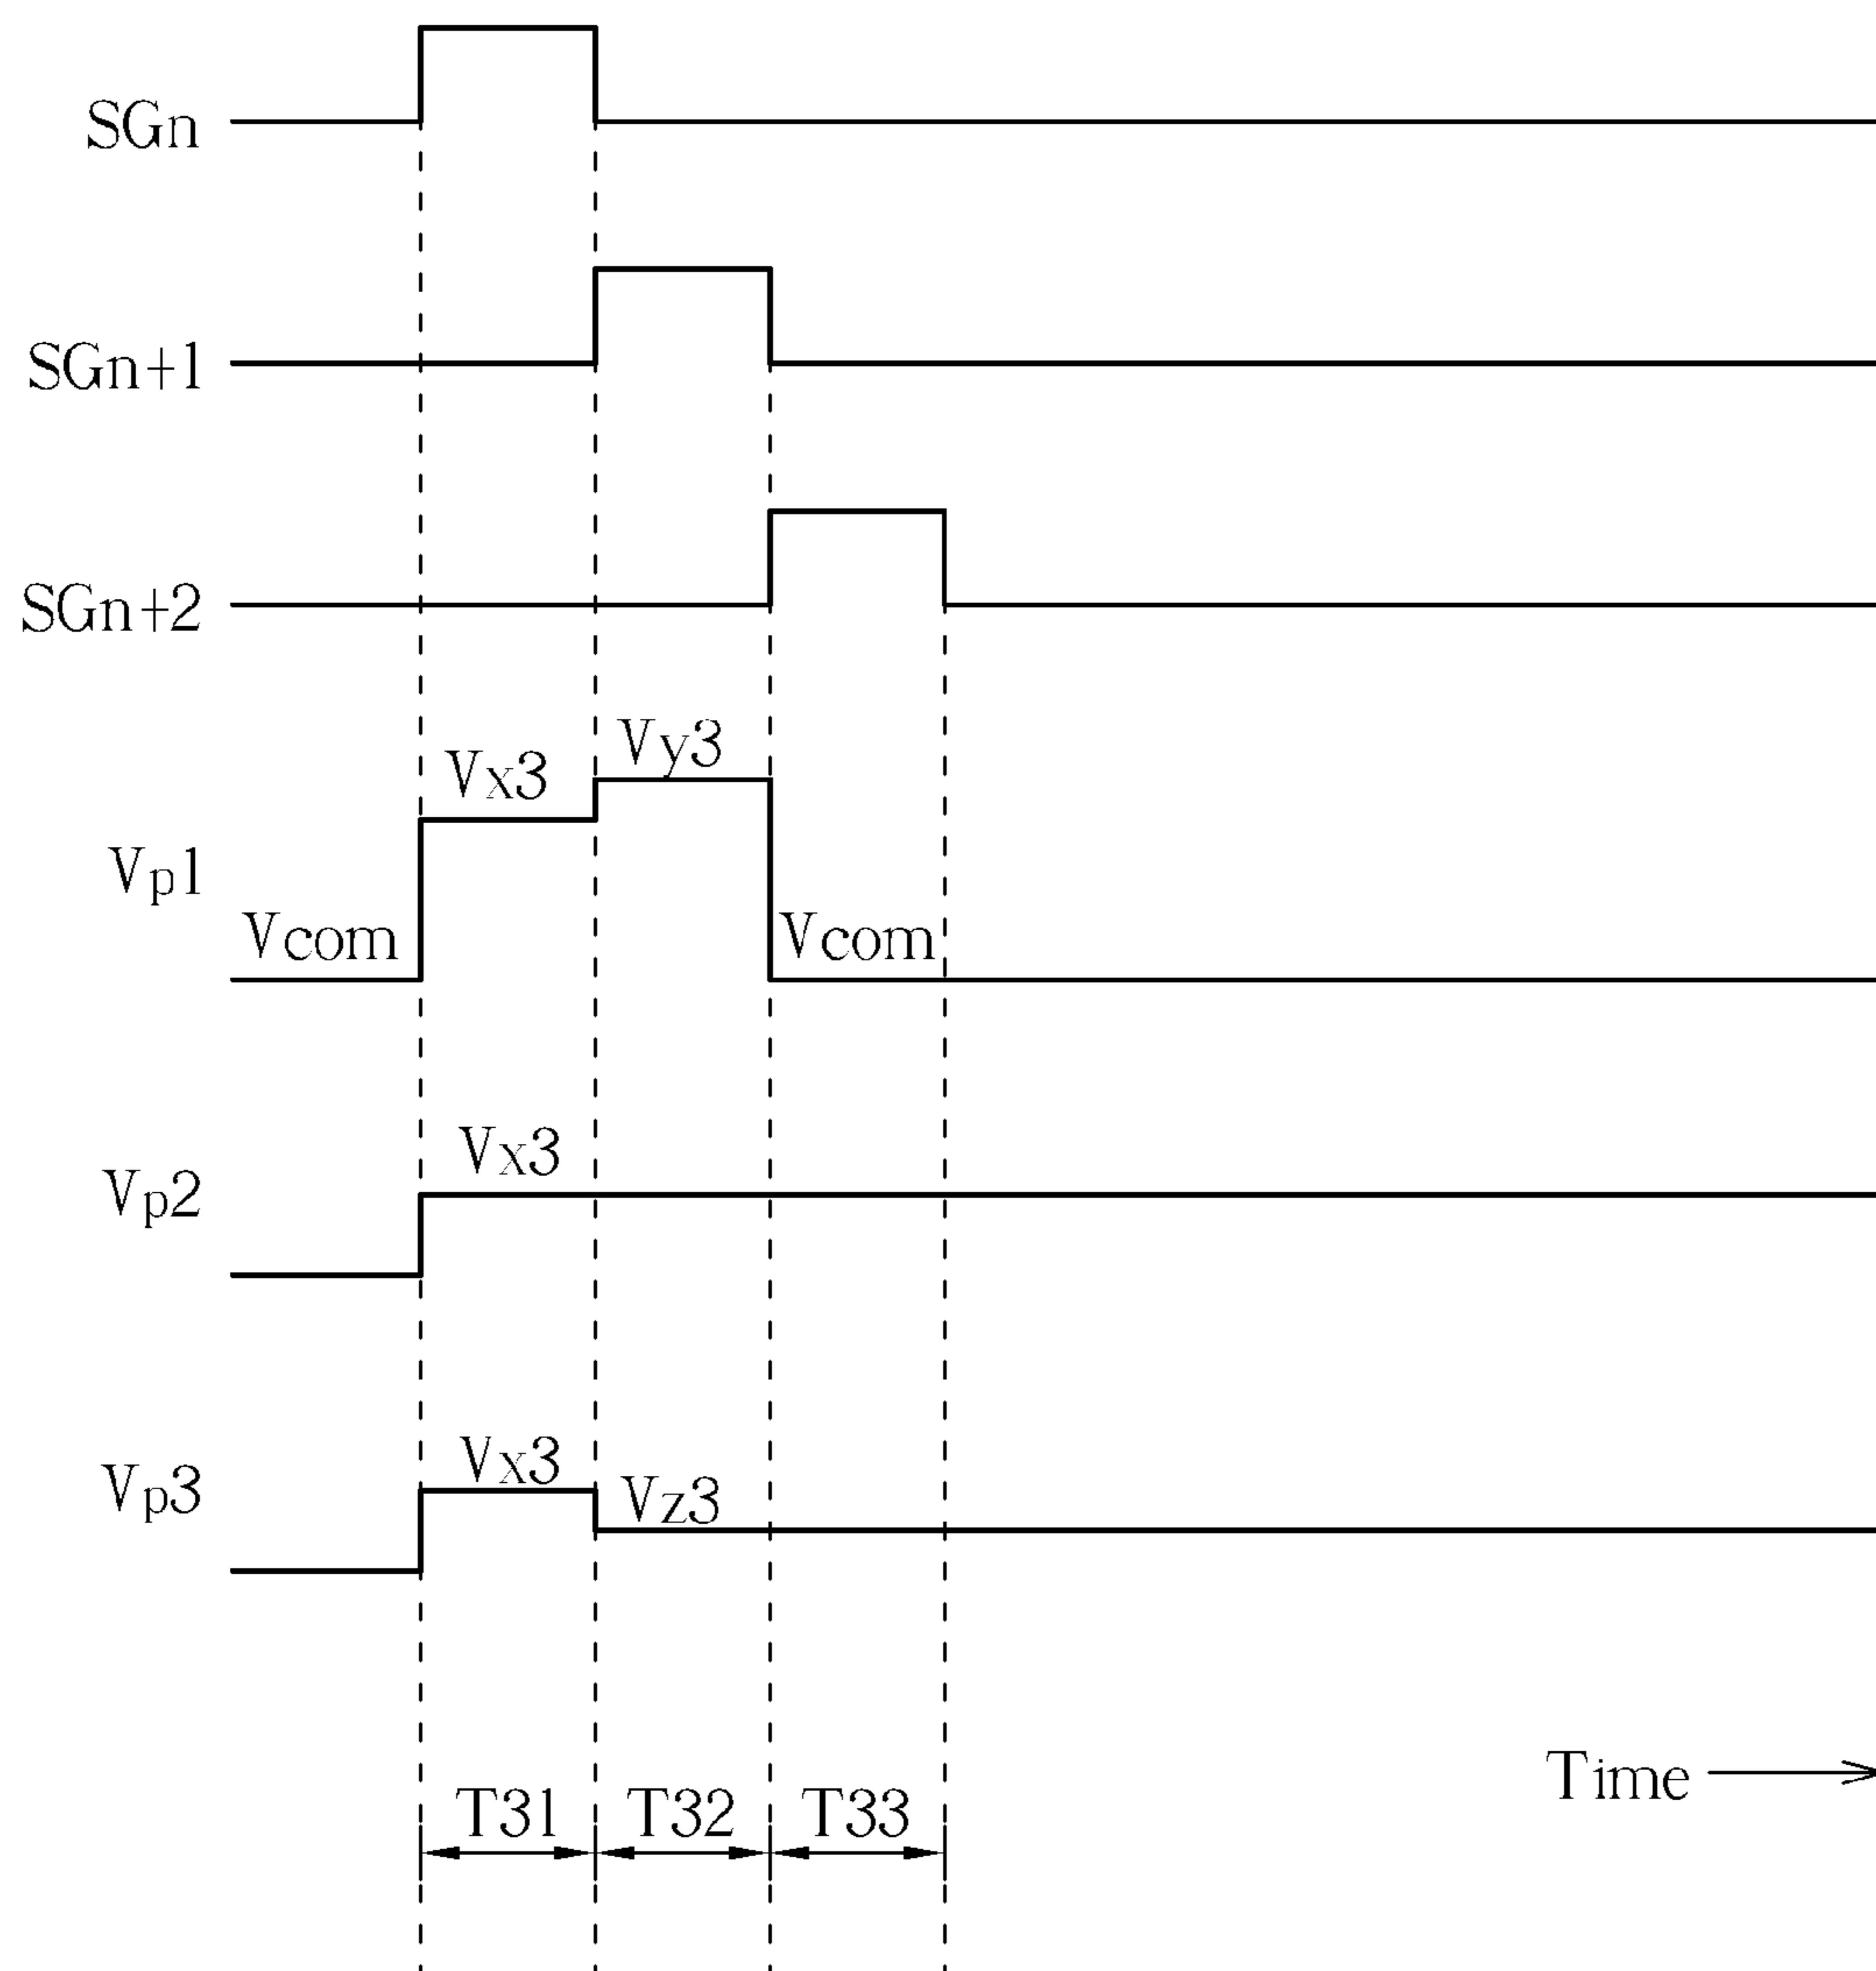 SGn
SGn+1
SGn+2
Vx3 Vy3
Vp1
Vcom Vcom
Vx3
Vp2
Vx3 Vz3
Vp3
Time
T31 T32 T33